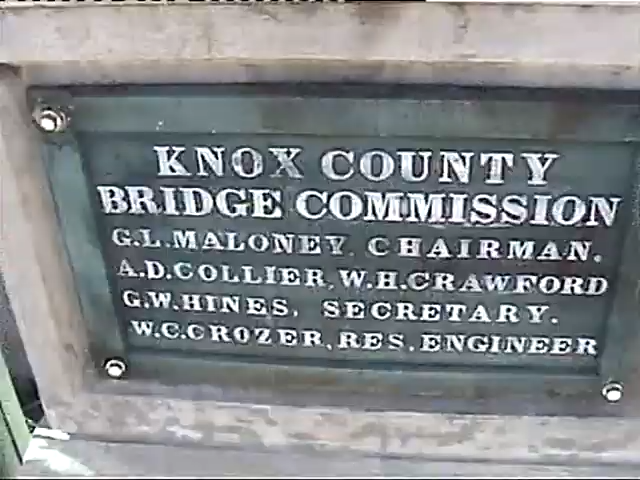 KNOX COUNTY
BRIDGE COMMISSION
G.L.MALONEY. CHAIRMAN.
A.D.COLLIER, W.H.CRAWFORD
G.W.HINES. SECRETARY.
W.C.CROZER, RES. ENGINEER